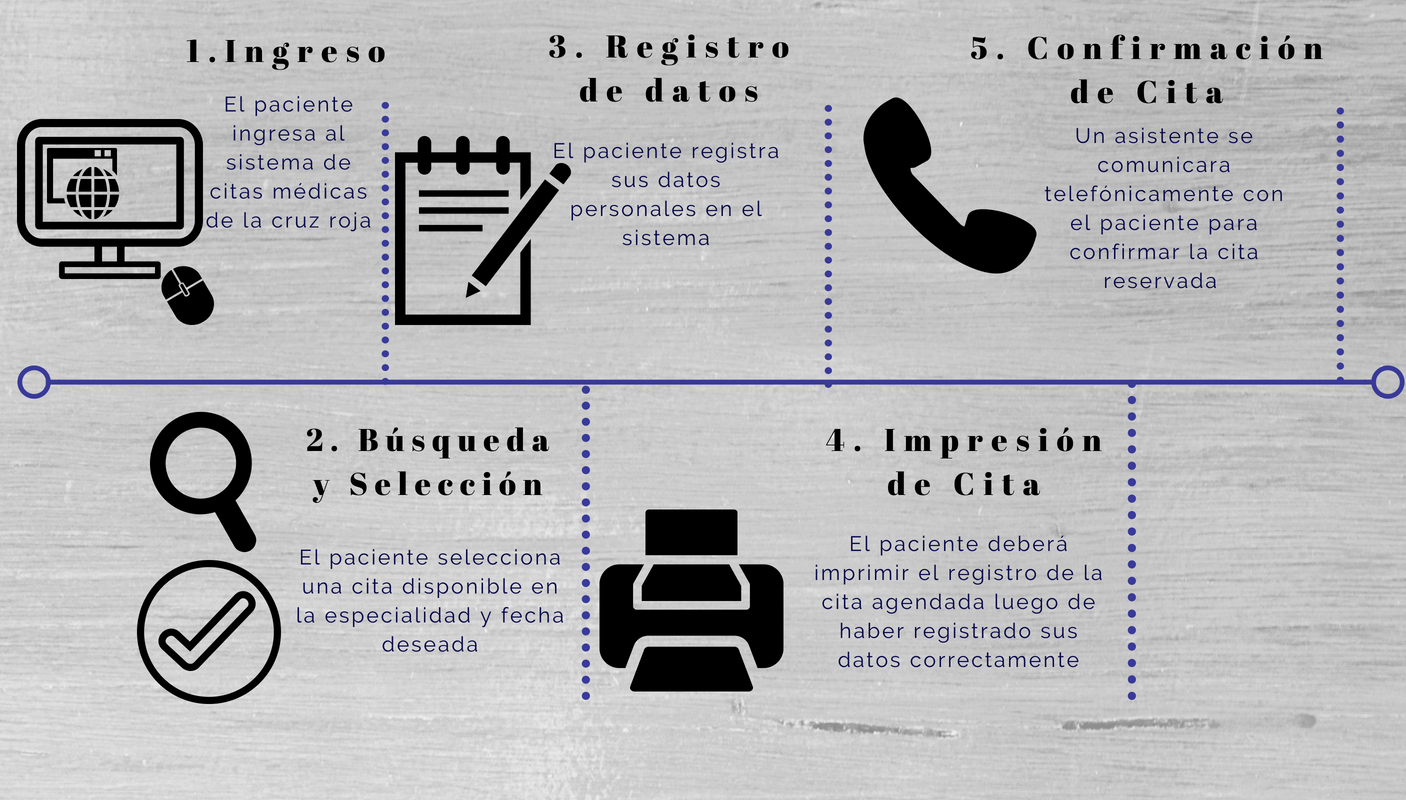 1.Ingreso
El paciente
ingresa al
sistema de
citas médicas
de la cruz roja
2. Búsqueda
y Selección
El paciente selecciona
una cita disponible en
la especialidad y fecha
deseada
3. Registro
de datos
El paciente registra
sus datos
personales en el
sistema
4. Impresión
de Cita
El paciente deberá
imprimir el registro de la
cita agendada luego de
haber registrado sus
datos correctamente
5. Confirmación
de Cita
Un asistente se
comunicara
telefónicamente con
el paciente para
confirmar la cita
reservada